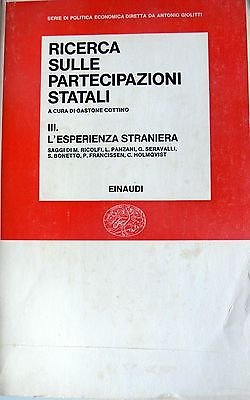 SERIE DI POLITICA ECONOMICA DIRETTA DA ANTONIO GIOLITTI
RICERCA
SULLE
PARTECIPAZIONI
STATALI
A CURA DI GASTONE COTTINO
III.
L'ESPERIENZA STRANIERA
SAGGI DI M. RICOLFI, L. PANZANI, G. SERAVALLI,
S. BONETTO, P. FRANCISSEN, C. HOLMQVIST
EINAUDI